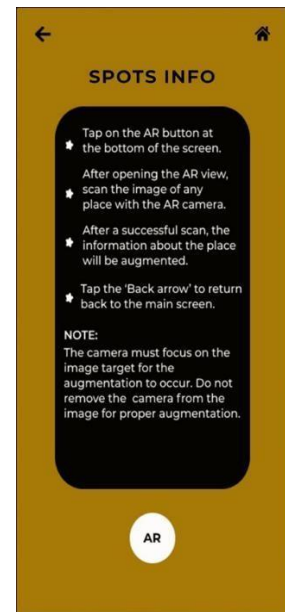 SPOTS INFO
Tap on the AR button at
the bottom of the screen.
After opening the AR view,
scan the image of any
place with the AR camera.
After a successful scan, the
information about the place
will be augmented.
Tap the ‘Back arrow’ to return
back to the main screen.
NOTE:
The camera must focus on the
image target for the
augmentation to occur. Do not
remove the camera from the
image for proper augmentation.
AR